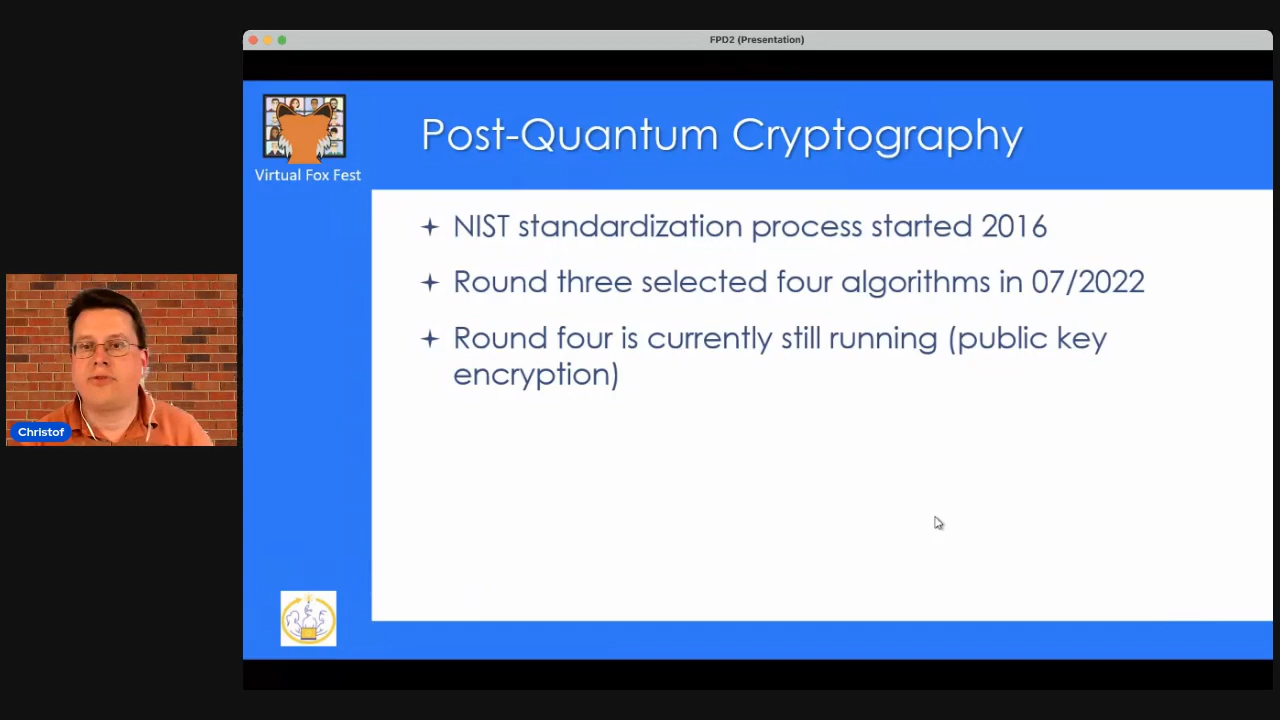 FPD2 (Presentation)
Virtual Fox Fest
Post-Quantum Cryptography
NIST standardization process started 2016
Round three selected four algorithms in 07/2022
Round four is currently still running (public key
encryption)
Christof